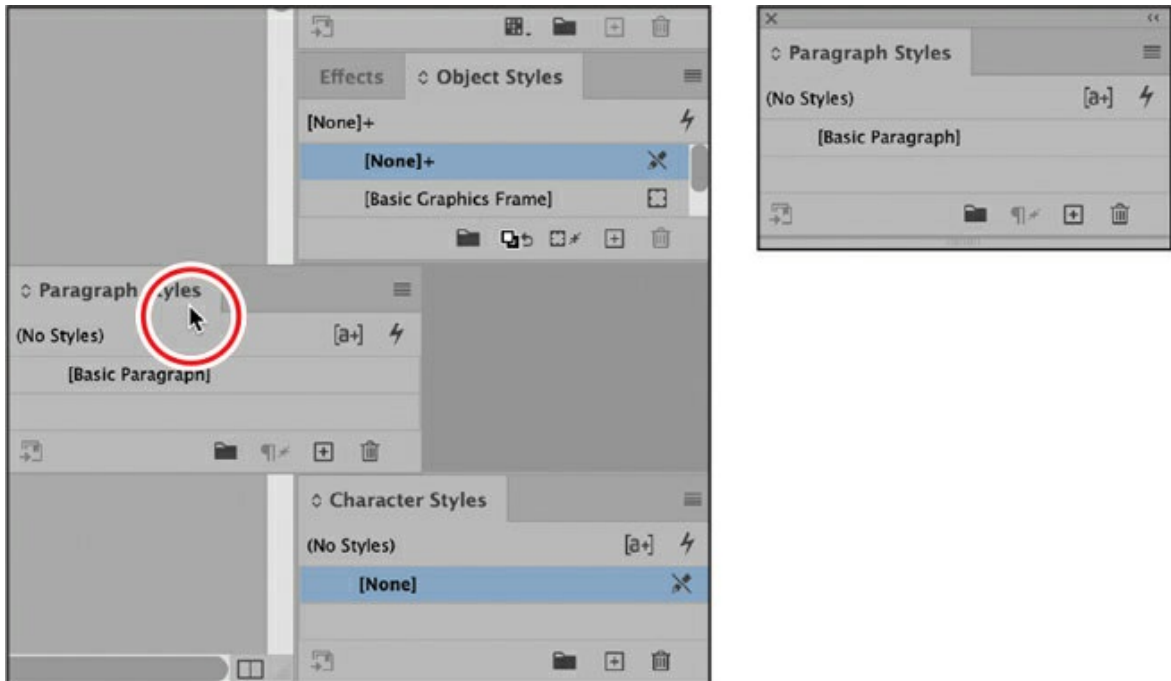 Effects Object Styles
[None]+
[None]+
[Basic Graphics Frame]
Paragraph Styles
(No Styles) [a+]
[Basic Paragraph]
Character Styles
(No Styles) [a+]
[None]
Paragraph Styles
(No Styles) [a+]
[Basic Paragraph]